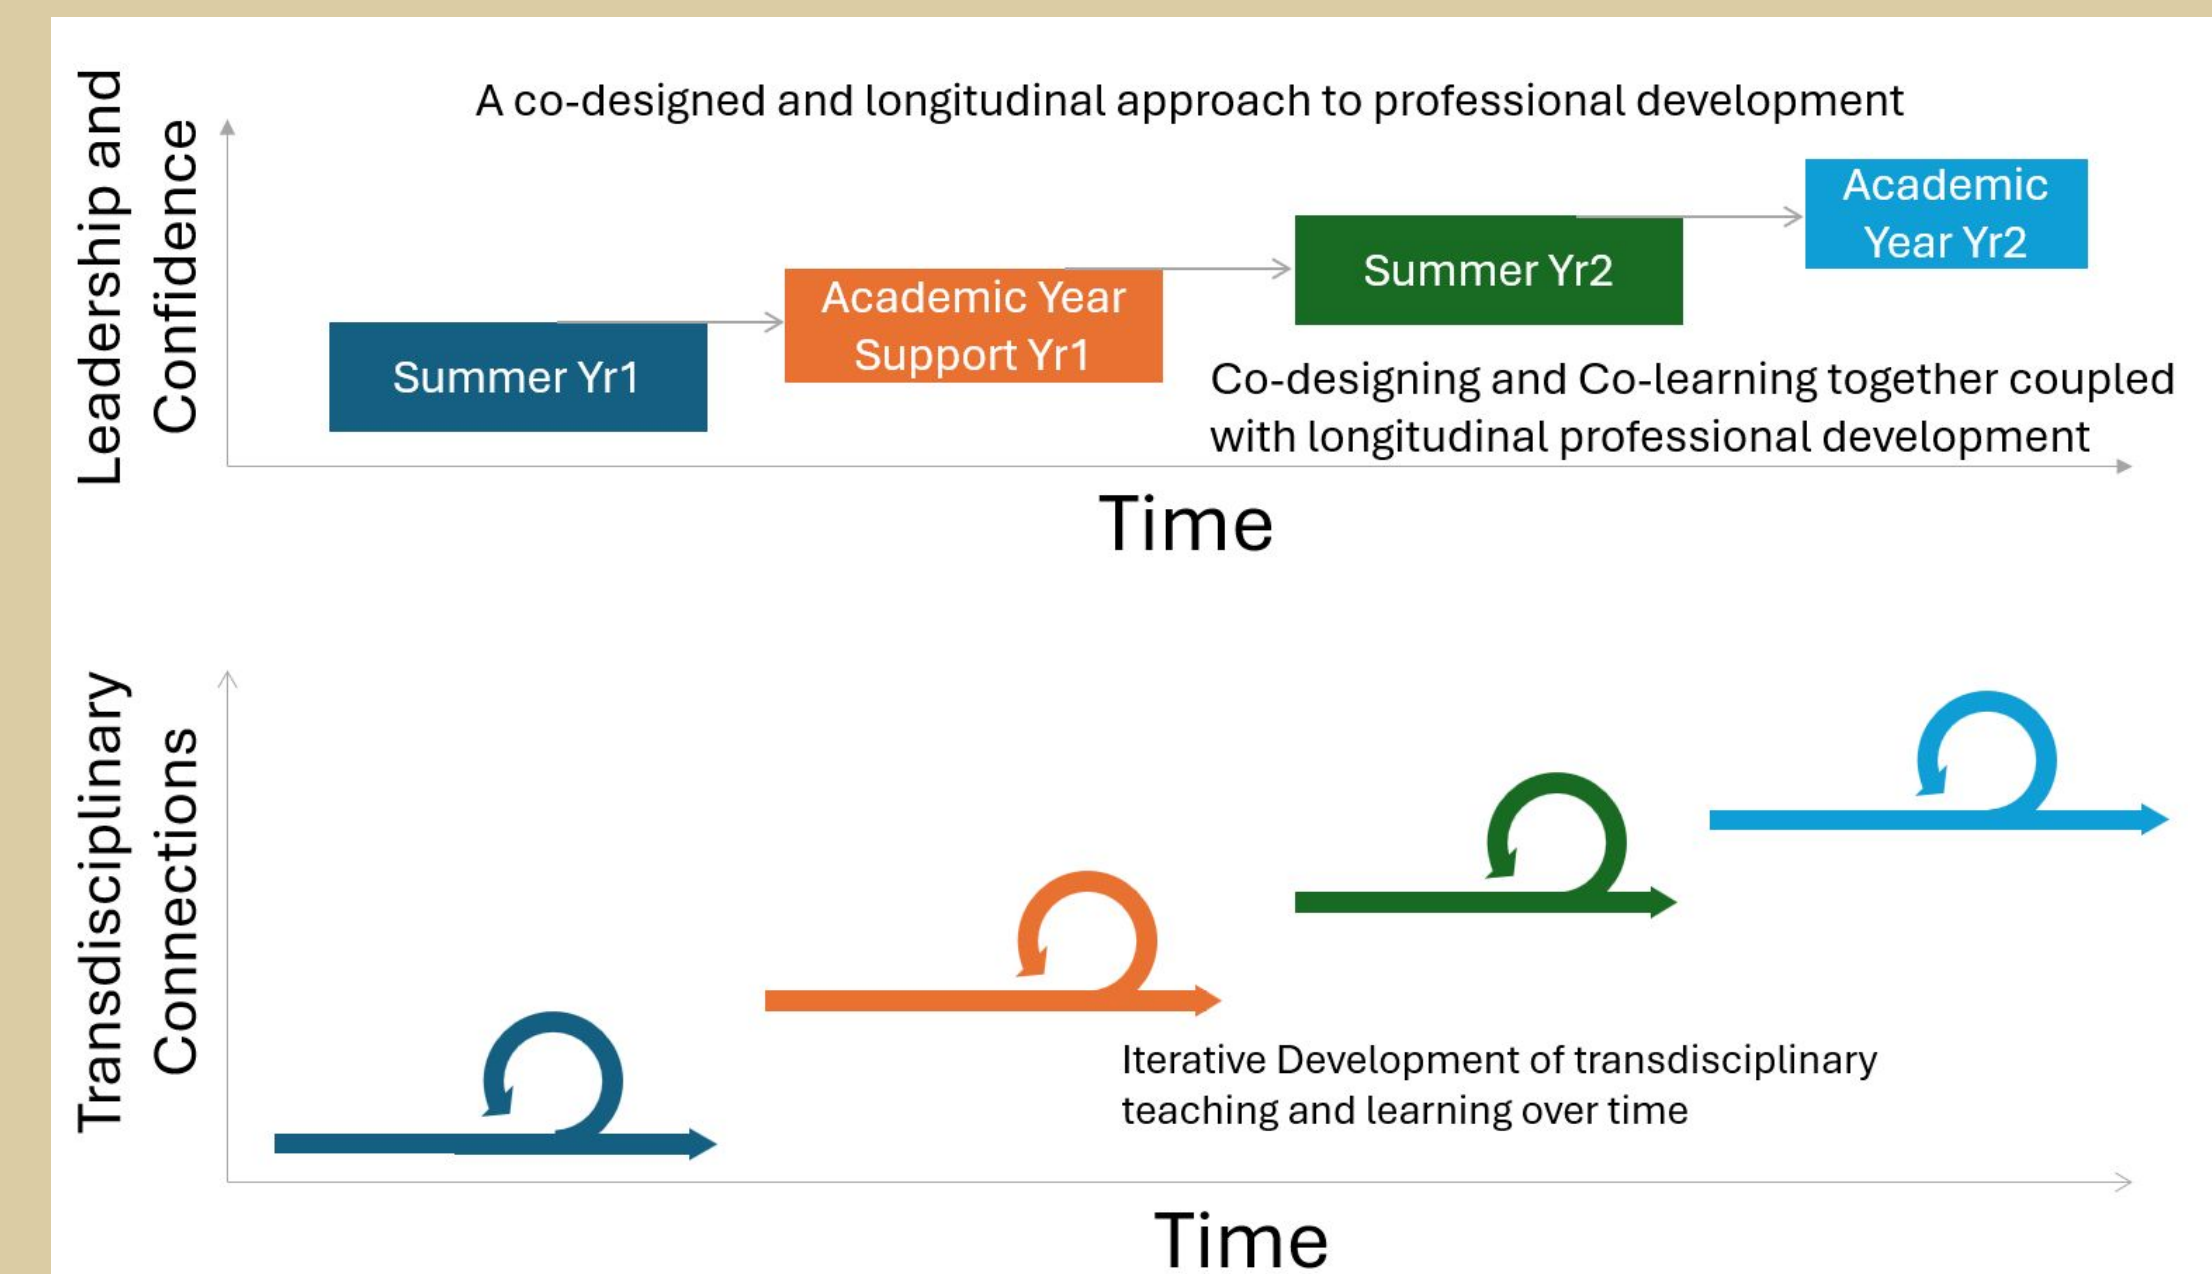 A co-designed and longitudinal approach to professional development
Leadership and
Confidence
Summer Yr1
Academic Year
Support Yr1
Summer Yr2
Academic
Year Yr2
Co-designing and Co-learning together coupled
with longitudinal professional development
Time
Transdisciplinary
Connections
Iterative Development of transdisciplinary
teaching and learning over time
Time